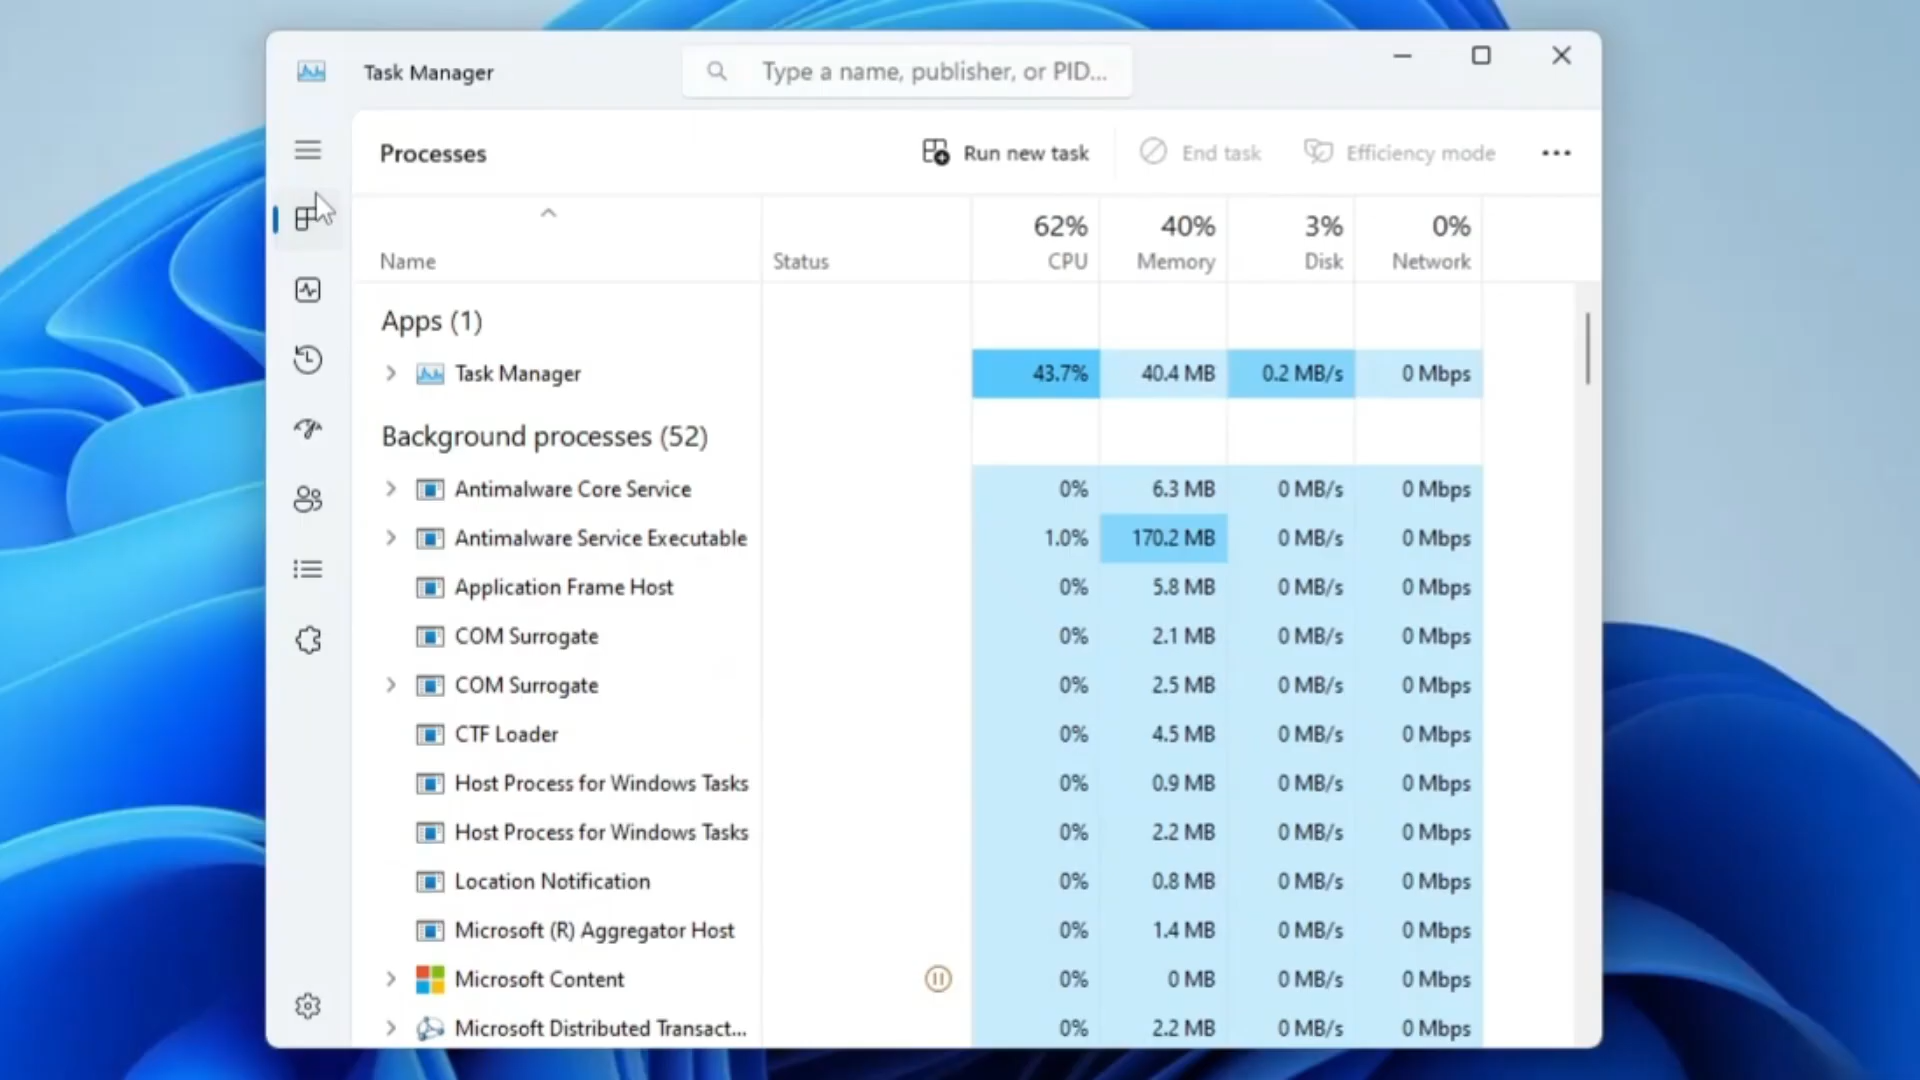 Task Manager
Type a name, publisher, or PID...
Processes
Run new task
End task
Efficiency mode
Name Status 62% CPU 40% Memory 3% Disk 0% Network
Apps (1)
Task Manager 43.7% 40.4 MB 0.2 MB/s 0 Mbps
Background processes (52)
Antimalware Core Service 0% 6.3 MB 0 MB/s 0 Mbps
Antimalware Service Executable 1.0% 170.2 MB 0 MB/s 0 Mbps
Application Frame Host 0% 5.8 MB 0 MB/s 0 Mbps
COM Surrogate 0% 2.1 MB 0 MB/s 0 Mbps
COM Surrogate 0% 2.5 MB 0 MB/s 0 Mbps
CTF Loader 0% 4.5 MB 0 MB/s 0 Mbps
Host Process for Windows Tasks 0% 0.9 MB 0 MB/s 0 Mbps
Host Process for Windows Tasks 0% 2.2 MB 0 MB/s 0 Mbps
Location Notification 0% 0.8 MB 0 MB/s 0 Mbps
Microsoft (R) Aggregator Host 0% 1.4 MB 0 MB/s 0 Mbps
Microsoft Content 0% 0 MB 0 MB/s 0 Mbps
Microsoft Distributed Transact... 0% 2.2 MB 0 MB/s 0 Mbps